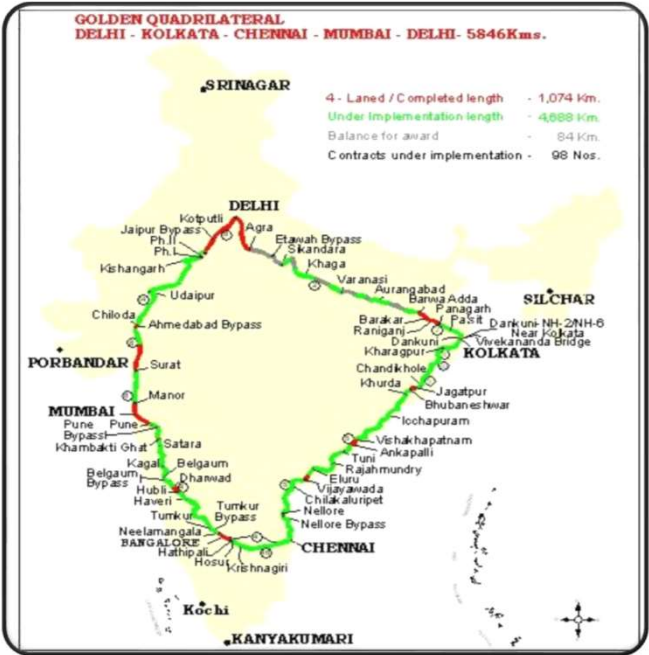 GOLDEN QUADRILATERAL
DELHI - KOLKATA - CHENNAI - MUMBAI - DELHI- 5846Kms.
SRINAGAR
4 - Laned / Completed length - 1,074 Km.
Under Implementation length - 4,688 Km.
Balance for award - 84 Km.
Contracts under implementation - 98 Nos.
DELHI
Kotputli
Agra
Jaipur Bypass
Ph.II
Ph.I
Kishangarh
Etawah Bypass
Sikandara
Khaga
Varanasi
Aurangabad
Barwa Adda
Panagarh
Palsit
Barakar
Raniganj
Dankuni
Dankuni NH-2/NH-6
Near Kolkata
Vivekananda Bridge
SILCHAR
Udaipur
Chiloda
Ahmedabad Bypass
PORBANDAR
Surat
Manor
MUMBAI
Kharagpur
KOLKATA
Chandikhole
Khurda
Jagatpur
Bhubaneshwar
Icchapuram
Pune
Bypass
Pune
Khambakti Ghat
Satara
Kagal
Belgaum
Belgaum
Bypass
Dharwad
Hubli
Haveri
Vishakhapatnam
Ankapalli
Tuni
Rajahmundry
Eluru
Vijayawada
Chilakaluripet
Nellore
Nellore Bypass
Tumkur
Tumkur
Bypass
Neelamangala
BANGALORE
Hathipali
Hosur
Krishnagiri
CHENNAI
Kochi
KANYAKUMARI